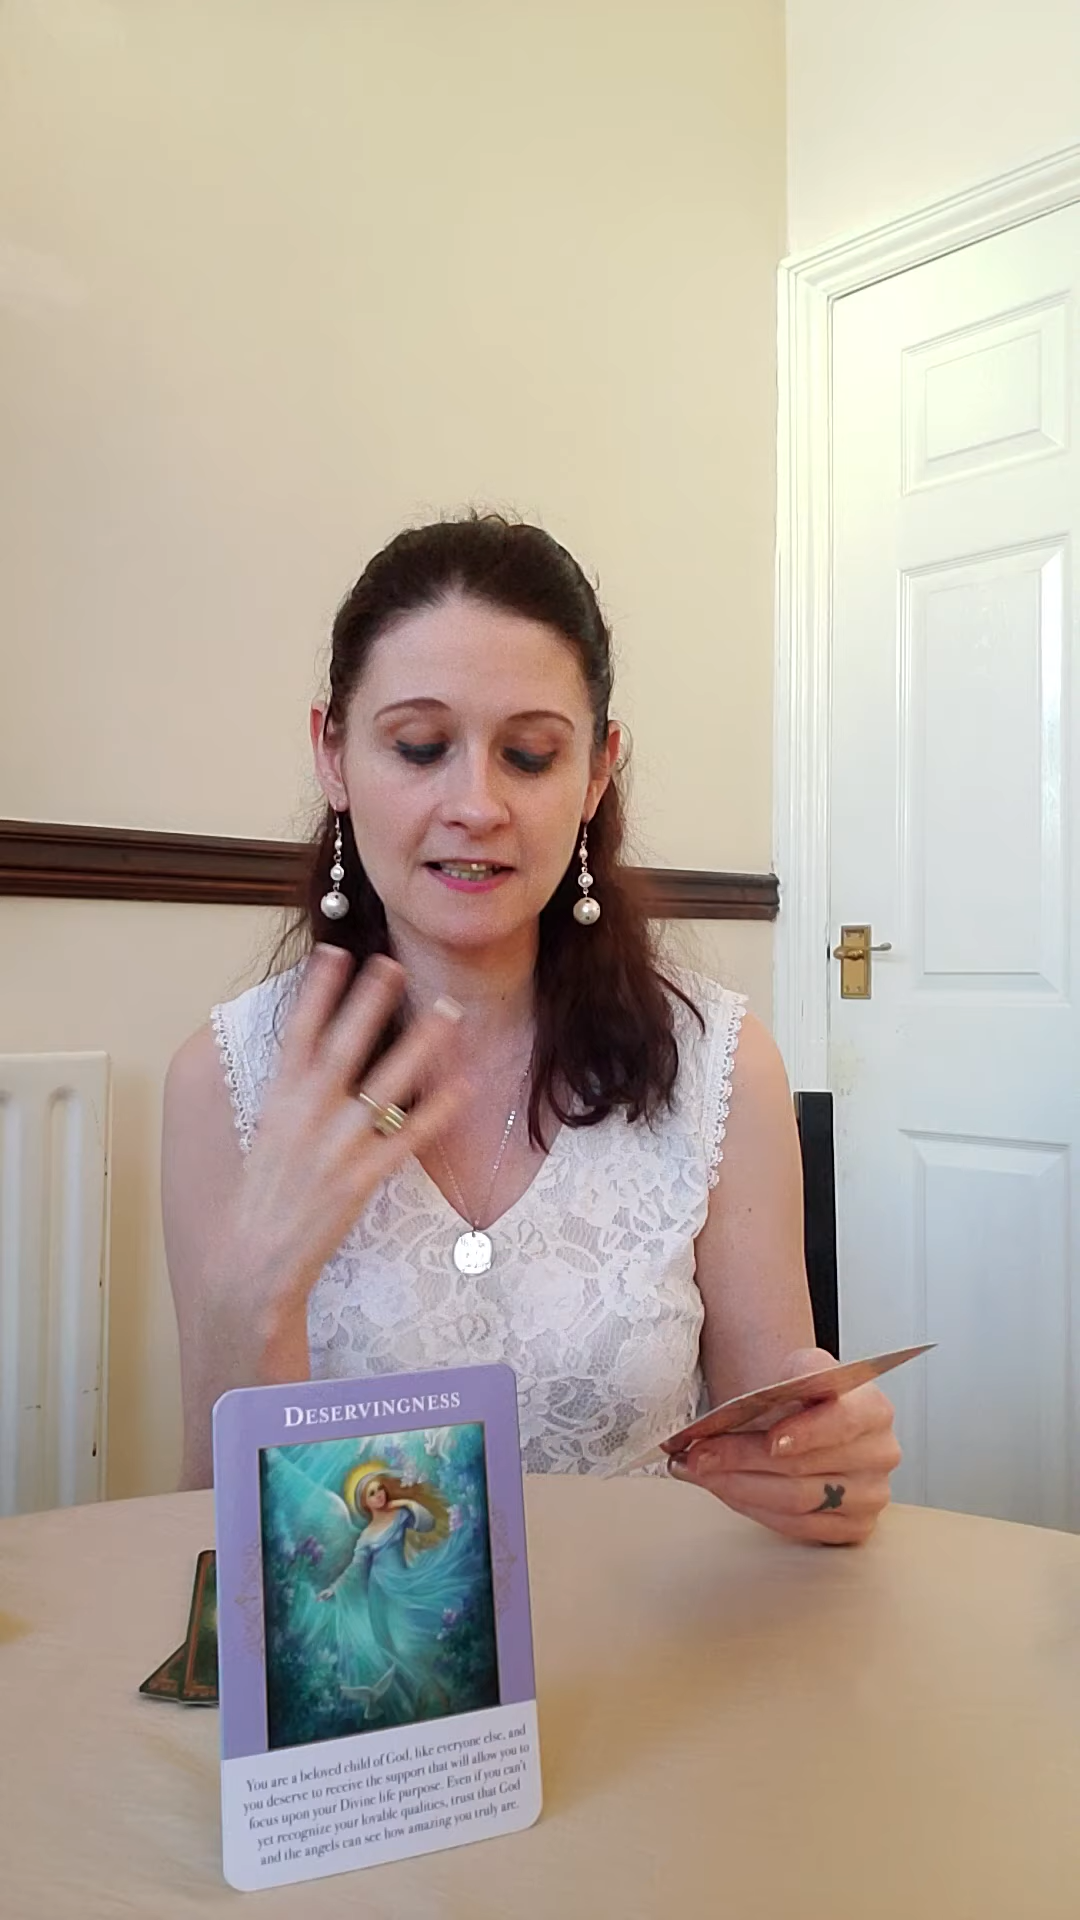 DESERVINGNESS
You are a beloved child of God, like everyone else, and
you deserve to receive the support that will allow you to
focus upon your Divine life purpose. Even if you can't
yet recognize your lovable qualities, trust that God
and the angels can see how amazing you truly are.